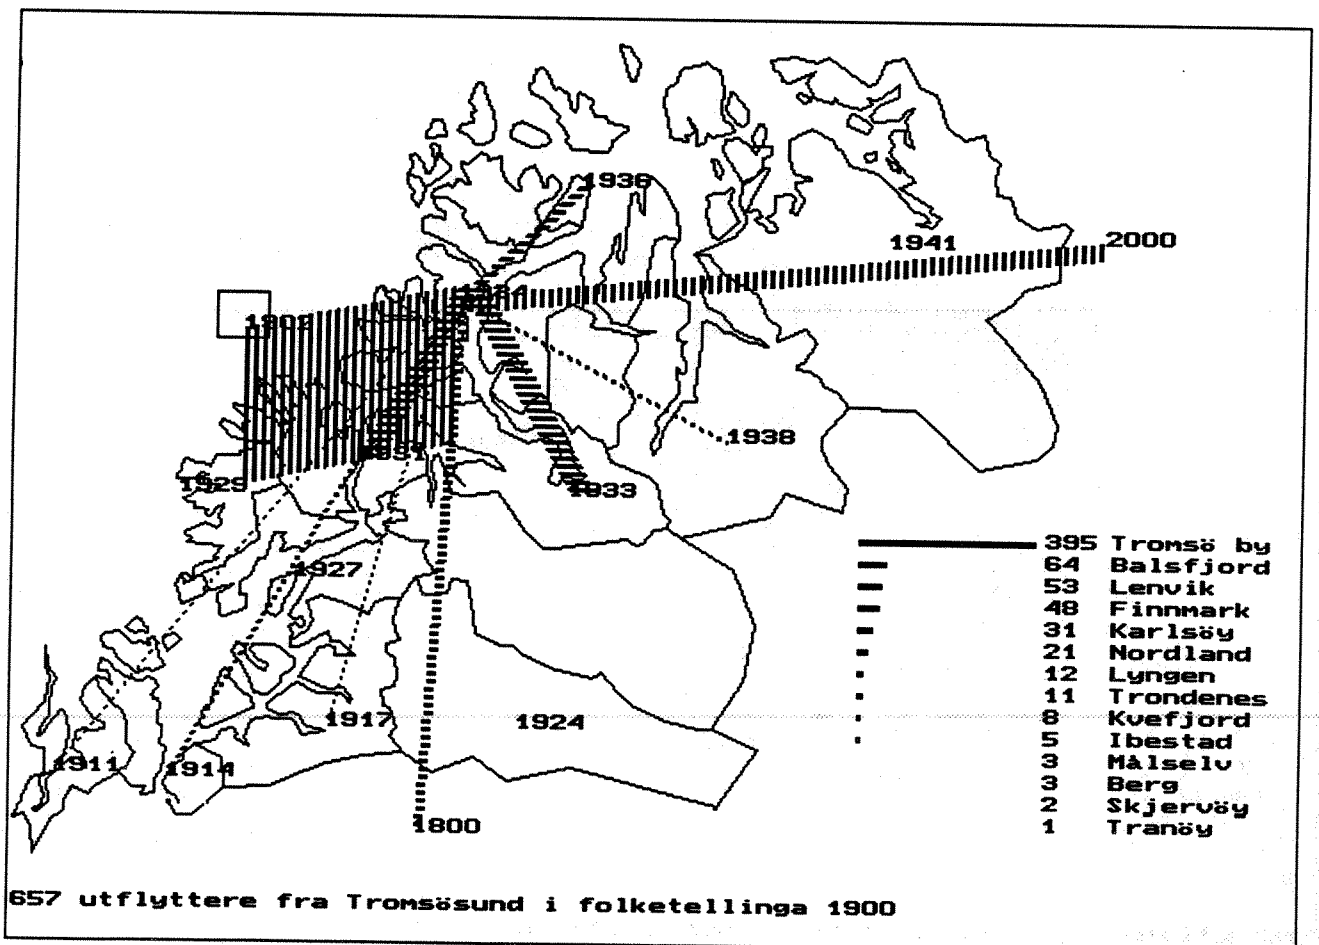 1936
1941
2000
1902
1938
1929
1933
1927
1917
1924
1911
1914
1800
395 Tromsö by
64 Balsfjord
53 Lenvik
48 Finnmark
31 Karlsöy
21 Nordland
12 Lyngen
11 Trondenes
8 Kvefjord
5 Ibestad
3 Målselv
3 Berg
2 Skjervöy
1 Tranöy
657 utflyttere fra Tromsösund i folketellinga 1900